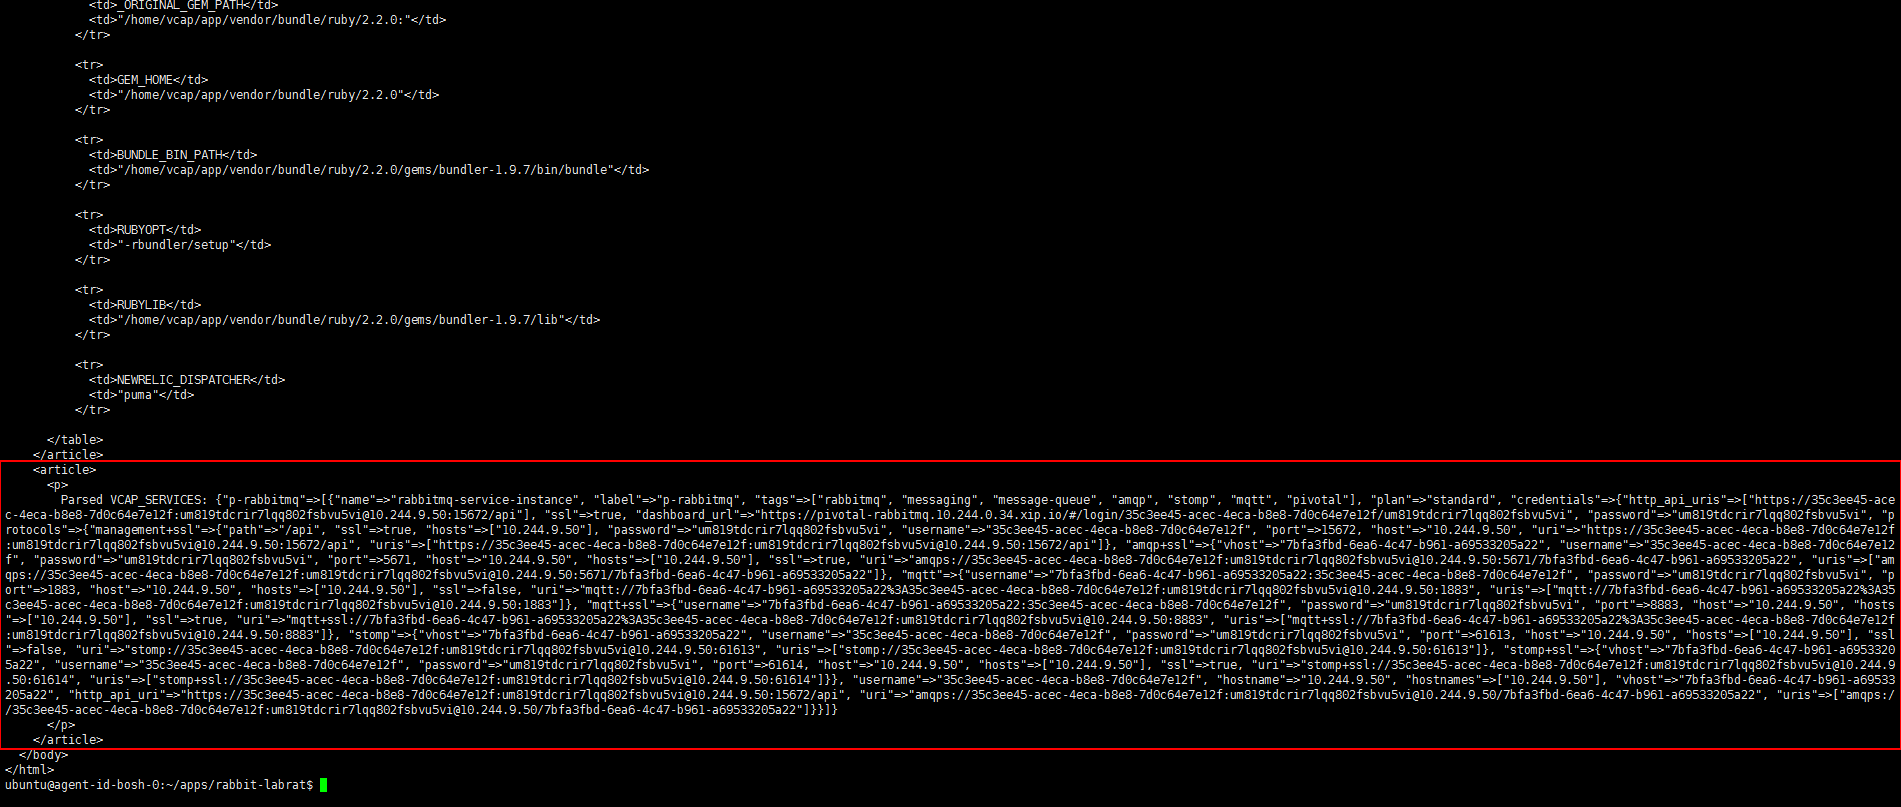 <td>_ORIGINAL_GEM_PATH</td>
<td>"/home/vcap/app/vendor/bundle/ruby/2.2.0:"</td>
</tr>
<tr>
<td>GEM_HOME</td>
<td>"/home/vcap/app/vendor/bundle/ruby/2.2.0"</td>
</tr>
<tr>
<td>BUNDLE_BIN_PATH</td>
<td>"/home/vcap/app/vendor/bundle/ruby/2.2.0/gems/bundler-1.9.7/bin/bundle"</td>
</tr>
<tr>
<td>RUBYOPT</td>
<td>"-rbundler/setup"</td>
</tr>
<tr>
<td>RUBYLIB</td>
<td>"/home/vcap/app/vendor/bundle/ruby/2.2.0/gems/bundler-1.9.7/lib"</td>
</tr>
<tr>
<td>NEWRELIC_DISPATCHER</td>
<td>"puma"</td>
</tr>
</table>
</article>
<article>
<p>
Parsed VCAP_SERVICES: {"p-rabbitmq"=>[{"name"=>"rabbitmq-service-instance", "label"=>"p-rabbitmq", "tags"=>["rabbitmq", "messaging", "message-queue", "amqp", "stomp", "mqtt", "pivotal"], "plan"=>"standard", "credentials"=>{"http_api_uris"=>["https://35c3ee45-ace
c-4eca-b8e8-7d0c64e7e12f:um819tdcrir7lqq802fsbvu5vi@10.244.9.50:15672/api"], "ssl"=>true, "dashboard_url"=>"https://pivotal-rabbitmq.10.244.0.34.xip.io/#/login/35c3ee45-acec-4eca-b8e8-7d0c64e7e12f/um819tdcrir7lqq802fsbvu5vi", "password"=>"um819tdcrir7lqq802fsbvu5vi", "p
rotocols"=>{"management+ssl"=>{"path"=>"/api", "ssl"=>true, "hosts"=>["10.244.9.50"], "password"=>"um819tdcrir7lqq802fsbvu5vi", "username"=>"35c3ee45-acec-4eca-b8e8-7d0c64e7e12f", "port"=>15672, "host"=>"10.244.9.50", "uri"=>"https://35c3ee45-acec-4eca-b8e8-7d0c64e7e12f
:um819tdcrir7lqq802fsbvu5vi@10.244.9.50:15672/api", "uris"=>["https://35c3ee45-acec-4eca-b8e8-7d0c64e7e12f:um819tdcrir7lqq802fsbvu5vi@10.244.9.50:15672/api"]}, "amqp+ssl"=>{"vhost"=>"7bfa3fbd-6ea6-4c47-b961-a69533205a22", "username"=>"35c3ee45-acec-4eca-b8e8-7d0c64e7e12
f", "password"=>"um819tdcrir7lqq802fsbvu5vi", "port"=>5671, "host"=>"10.244.9.50", "hosts"=>["10.244.9.50"], "ssl"=>true, "uri"=>"amqps://35c3ee45-acec-4eca-b8e8-7d0c64e7e12f:um819tdcrir7lqq802fsbvu5vi@10.244.9.50:5671/7bfa3fbd-6ea6-4c47-b961-a69533205a22", "uris"=>["am
qps://35c3ee45-acec-4eca-b8e8-7d0c64e7e12f:um819tdcrir7lqq802fsbvu5vi@10.244.9.50:5671/7bfa3fbd-6ea6-4c47-b961-a69533205a22"]}, "mqtt"=>{"username"=>"7bfa3fbd-6ea6-4c47-b961-a69533205a22:35c3ee45-acec-4eca-b8e8-7d0c64e7e12f", "password"=>"um819tdcrir7lqq802fsbvu5vi", "p
ort"=>1883, "host"=>"10.244.9.50", "hosts"=>["10.244.9.50"], "ssl"=>false, "uri"=>"mqtt://7bfa3fbd-6ea6-4c47-b961-a69533205a22%3A35c3ee45-acec-4eca-b8e8-7d0c64e7e12f:um819tdcrir7lqq802fsbvu5vi@10.244.9.50:1883", "uris"=>["mqtt://7bfa3fbd-6ea6-4c47-b961-a69533205a22%3A35
c3ee45-acec-4eca-b8e8-7d0c64e7e12f:um819tdcrir7lqq802fsbvu5vi@10.244.9.50:1883"]}, "mqtt+ssl"=>{"username"=>"7bfa3fbd-6ea6-4c47-b961-a69533205a22:35c3ee45-acec-4eca-b8e8-7d0c64e7e12f", "password"=>"um819tdcrir7lqq802fsbvu5vi", "port"=>8883, "host"=>"10.244.9.50", "hosts"
=>["10.244.9.50"], "ssl"=>true, "uri"=>"mqtt+ssl://7bfa3fbd-6ea6-4c47-b961-a69533205a22%3A35c3ee45-acec-4eca-b8e8-7d0c64e7e12f:um819tdcrir7lqq802fsbvu5vi@10.244.9.50:8883", "uris"=>["mqtt+ssl://7bfa3fbd-6ea6-4c47-b961-a69533205a22%3A35c3ee45-acec-4eca-b8e8-7d0c64e7e12f
:um819tdcrir7lqq802fsbvu5vi@10.244.9.50:8883"]}, "stomp"=>{"vhost"=>"7bfa3fbd-6ea6-4c47-b961-a69533205a22", "username"=>"35c3ee45-acec-4eca-b8e8-7d0c64e7e12f", "password"=>"um819tdcrir7lqq802fsbvu5vi", "port"=>61613, "host"=>"10.244.9.50", "hosts"=>["10.244.9.50"], "ssl
"=>false, "uri"=>"stomp://35c3ee45-acec-4eca-b8e8-7d0c64e7e12f:um819tdcrir7lqq802fsbvu5vi@10.244.9.50:61613", "uris"=>["stomp://35c3ee45-acec-4eca-b8e8-7d0c64e7e12f:um819tdcrir7lqq802fsbvu5vi@10.244.9.50:61613"]}, "stomp+ssl"=>{"vhost"=>"7bfa3fbd-6ea6-4c47-b961-a6953320
5a22", "username"=>"35c3ee45-acec-4eca-b8e8-7d0c64e7e12f", "password"=>"um819tdcrir7lqq802fsbvu5vi", "port"=>61614, "host"=>"10.244.9.50", "hosts"=>["10.244.9.50"], "ssl"=>true, "uri"=>"stomp+ssl://35c3ee45-acec-4eca-b8e8-7d0c64e7e12f:um819tdcrir7lqq802fsbvu5vi@10.244.9
.50:61614", "uris"=>["stomp+ssl://35c3ee45-acec-4eca-b8e8-7d0c64e7e12f:um819tdcrir7lqq802fsbvu5vi@10.244.9.50:61614"]}}, "username"=>"35c3ee45-acec-4eca-b8e8-7d0c64e7e12f", "hostname"=>"10.244.9.50", "hostnames"=>["10.244.9.50"], "vhost"=>"7bfa3fbd-6ea6-4c47-b961-a69533
205a22", "http_api_uri"=>"https://35c3ee45-acec-4eca-b8e8-7d0c64e7e12f:um819tdcrir7lqq802fsbvu5vi@10.244.9.50:15672/api", "uri"=>"amqps://35c3ee45-acec-4eca-b8e8-7d0c64e7e12f:um819tdcrir7lqq802fsbvu5vi@10.244.9.50/7bfa3fbd-6ea6-4c47-b961-a69533205a22", "uris"=>["amqps:/
/35c3ee45-acec-4eca-b8e8-7d0c64e7e12f:um819tdcrir7lqq802fsbvu5vi@10.244.9.50/7bfa3fbd-6ea6-4c47-b961-a69533205a22"]}}]}
</p>
</article>
</body>
</html>
ubuntu@agent-id-bosh-0:~/apps/rabbit-labrat$